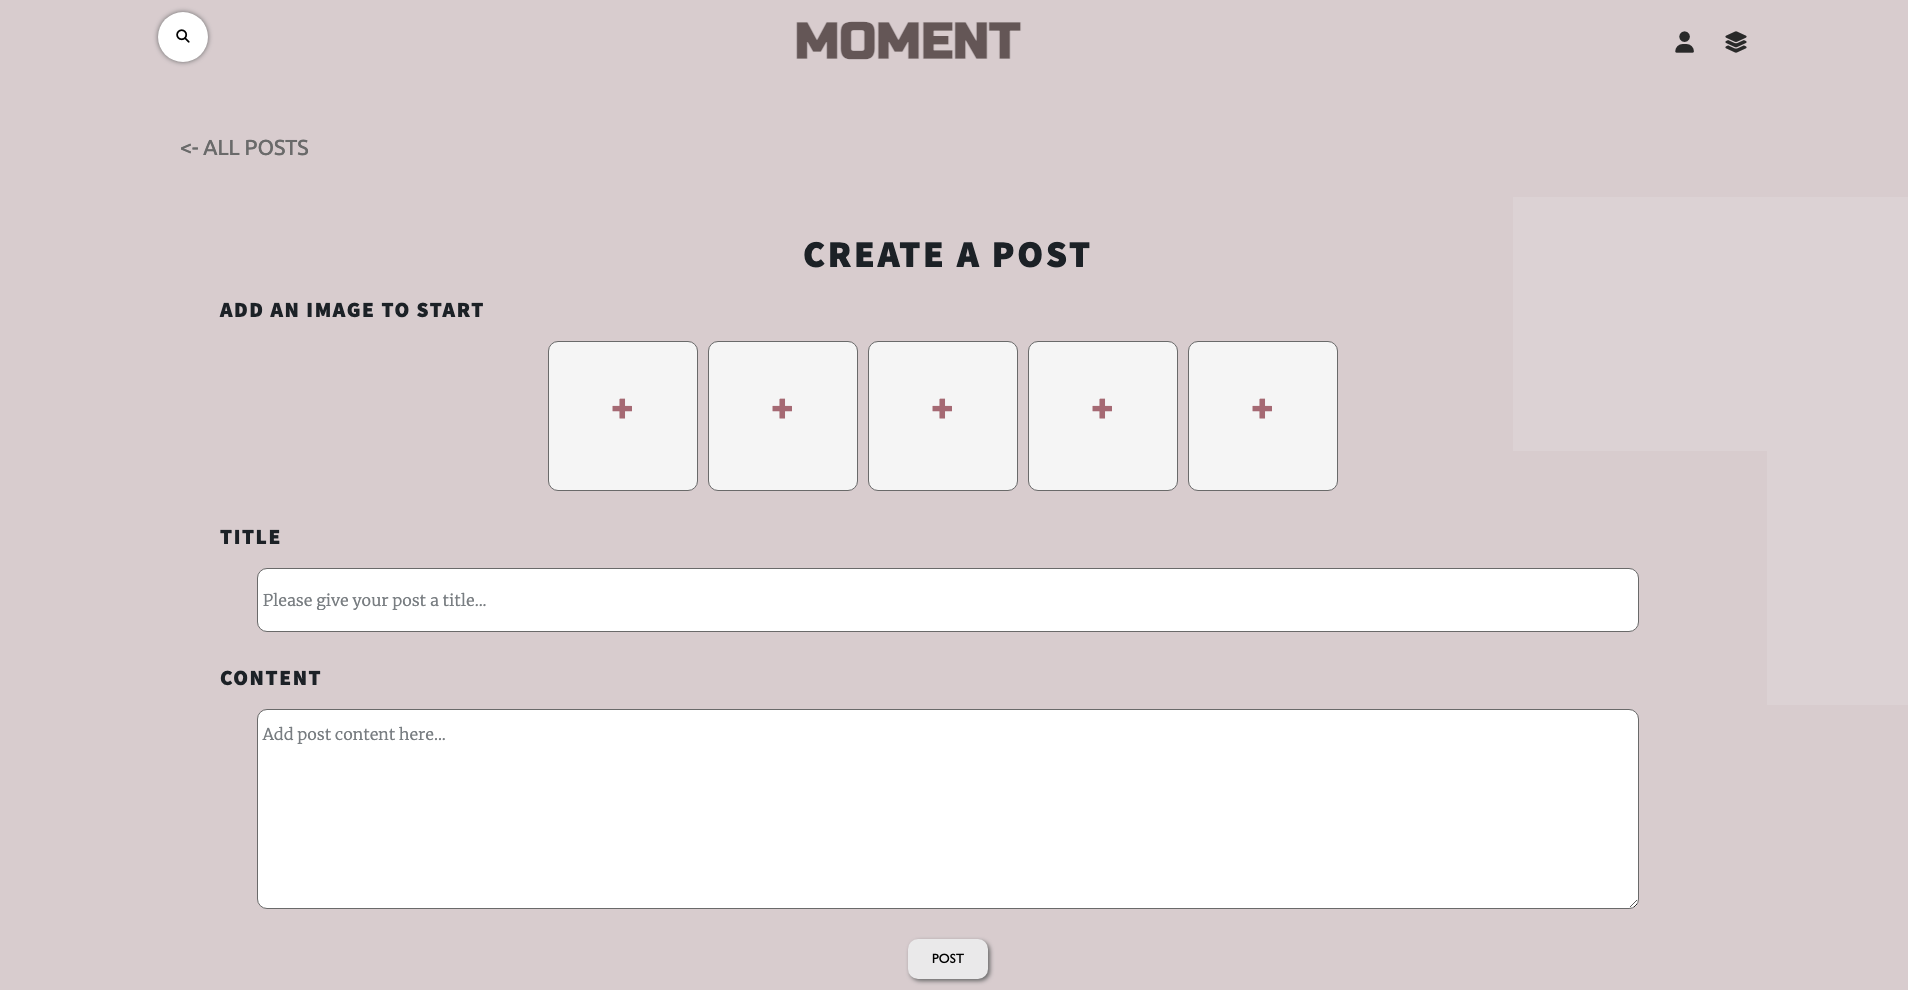 MOMENT
<- ALL POSTS
CREATE A POST
ADD AN IMAGE TO START
+ + + + +
TITLE
Please give your post a title...
CONTENT
Add post content here...
POST